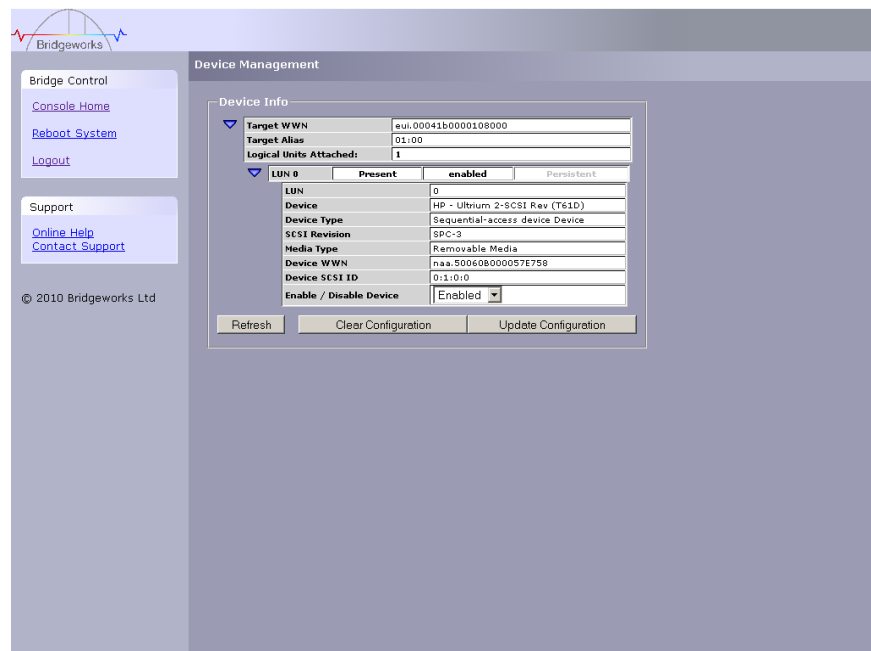 Bridgeworks
Bridge Control
Console Home
Reboot System
Logout
Support
Online Help
Contact Support
© 2010 Bridgeworks Ltd
Device Management
Device Info
Target WWN eui.00041b0000108000
Target Alias 01:00
Logical Units Attached: 1
LUN 0 Present enabled Persistent
LUN 0
Device HP - Ultrium 2-SCSI Rev (T61D)
Device Type Sequential-access device Device
SCSI Revision SPC-3
Media Type Removable Media
Device WWN naa.50060B000057E758
Device SCSI ID 0:1:0:0
Enable / Disable Device Enabled
Refresh Clear Configuration Update Configuration